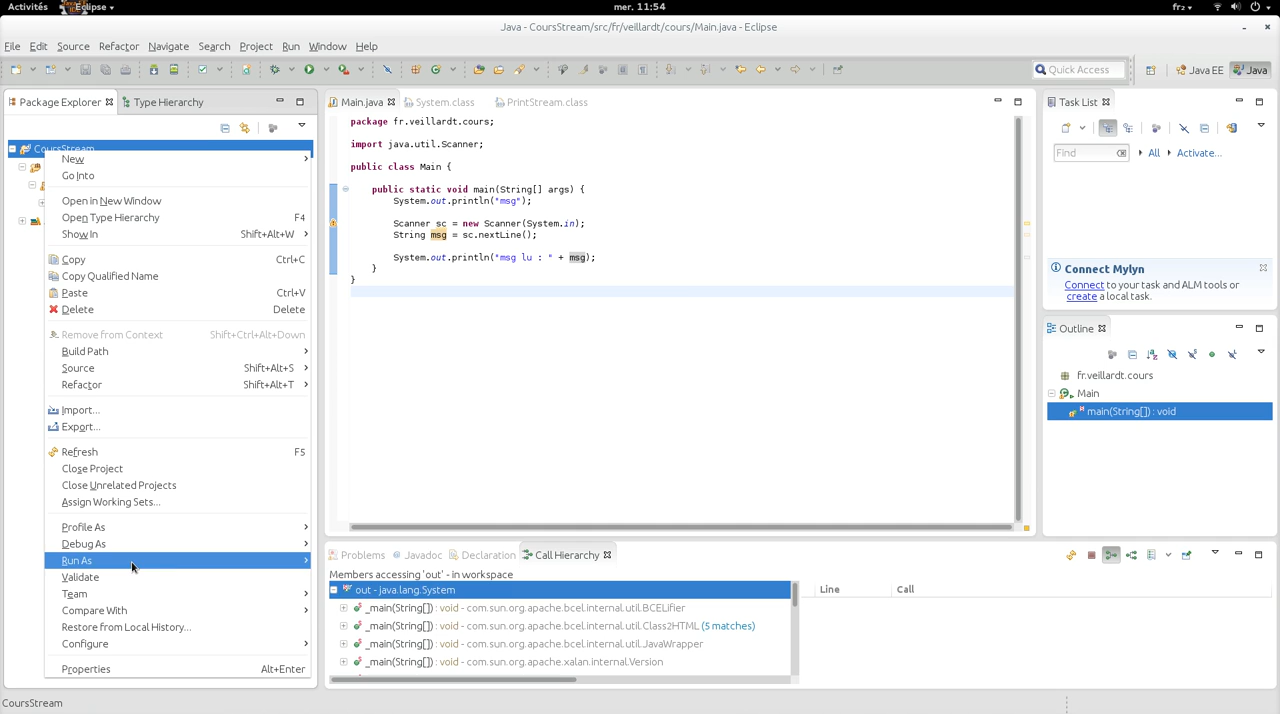 Activités Eclipse mer. 11:54 fr₂
Java - CoursStream/src/fr/veillardt/cours/Main.java - Eclipse
File Edit Source Refactor Navigate Search Project Run Window Help
Quick Access Java EE Java
Package Explorer Type Hierarchy
CoursStream
New
Go Into
Open in New Window
Open Type Hierarchy F4
Show In Shift+Alt+W
Copy Ctrl+C
Copy Qualified Name
Paste Ctrl+V
Delete Delete
Remove from Context Shift+Ctrl+Alt+Down
Build Path
Source Shift+Alt+S
Refactor Shift+Alt+T
Import...
Export...
Refresh F5
Close Project
Close Unrelated Projects
Assign Working Sets...
Profile As
Debug As
Run As
Validate
Team
Compare With
Restore from Local History...
Configure
Properties Alt+Enter
Main.java System.class PrintStream.class
package fr.veillardt.cours;
import java.util.Scanner;
public class Main {
public static void main(String[] args) {
System.out.println("msg");
Scanner sc = new Scanner(System.in);
String msg = sc.nextLine();
System.out.println("msg lu : " + msg);
}
}
Task List
Find All Activate...
Connect Mylyn
Connect to your task and ALM tools or
create a local task.
Outline
fr.veillardt.cours
Main
main(String[]) : void
Problems Javadoc Declaration Call Hierarchy
Members accessing 'out' - in workspace
out - java.lang.System
_main(String[]) : void - com.sun.org.apache.bcel.internal.util.BCELifier
_main(String[]) : void - com.sun.org.apache.bcel.internal.util.Class2HTML (5 matches)
_main(String[]) : void - com.sun.org.apache.bcel.internal.util.JavaWrapper
_main(String[]) : void - com.sun.org.apache.xalan.internal.Version
Line Call
CoursStream